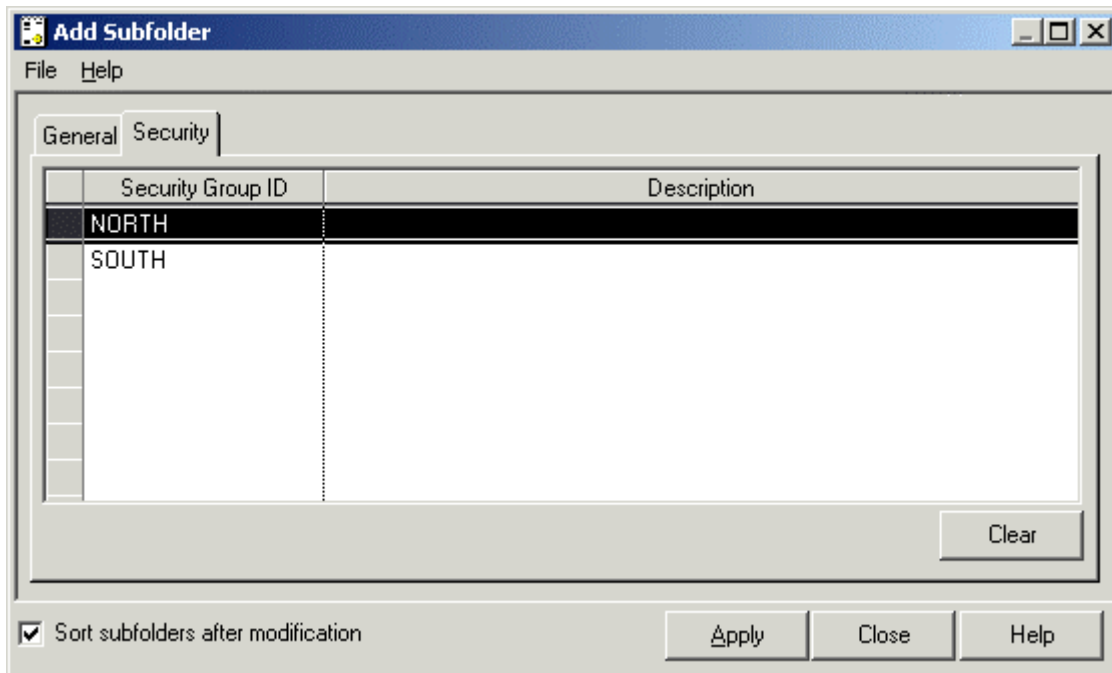 Add Subfolder
File Help
General Security
Security Group ID Description
NORTH
SOUTH
Clear
Sort subfolders after modification Apply Close Help